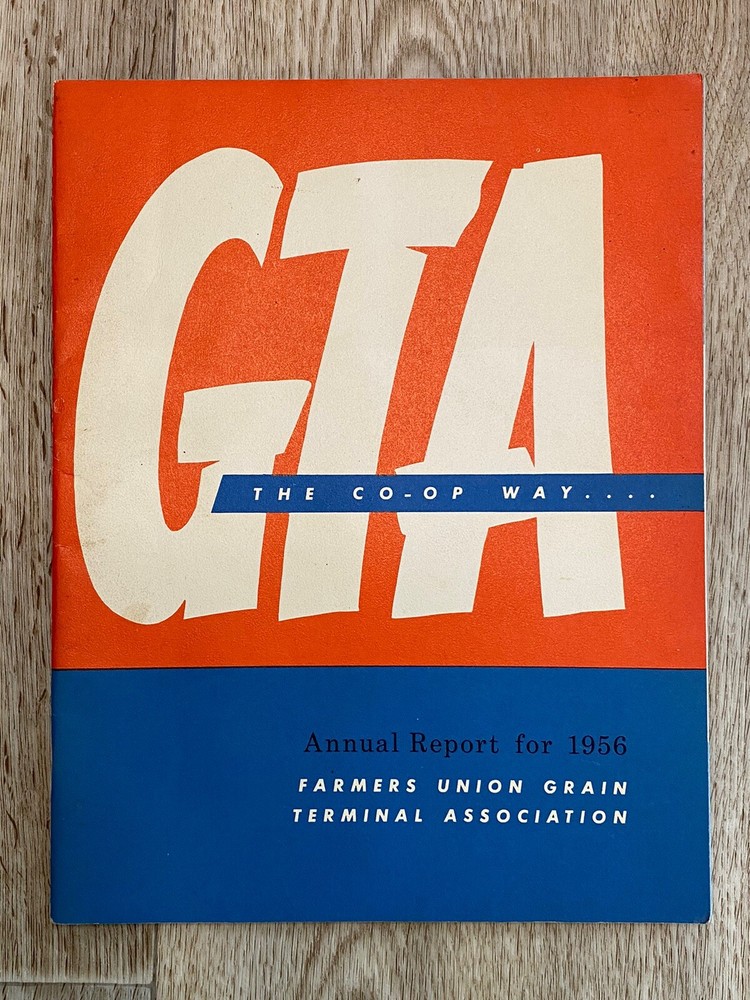 GTA
THE CO-OP WAY....
Annual Report for 1956
FARMERS UNION GRAIN
TERMINAL ASSOCIATION